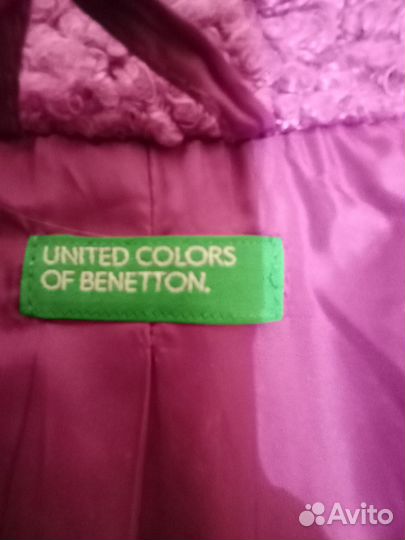 UNITED COLORS
OF BENETTON.
Avito